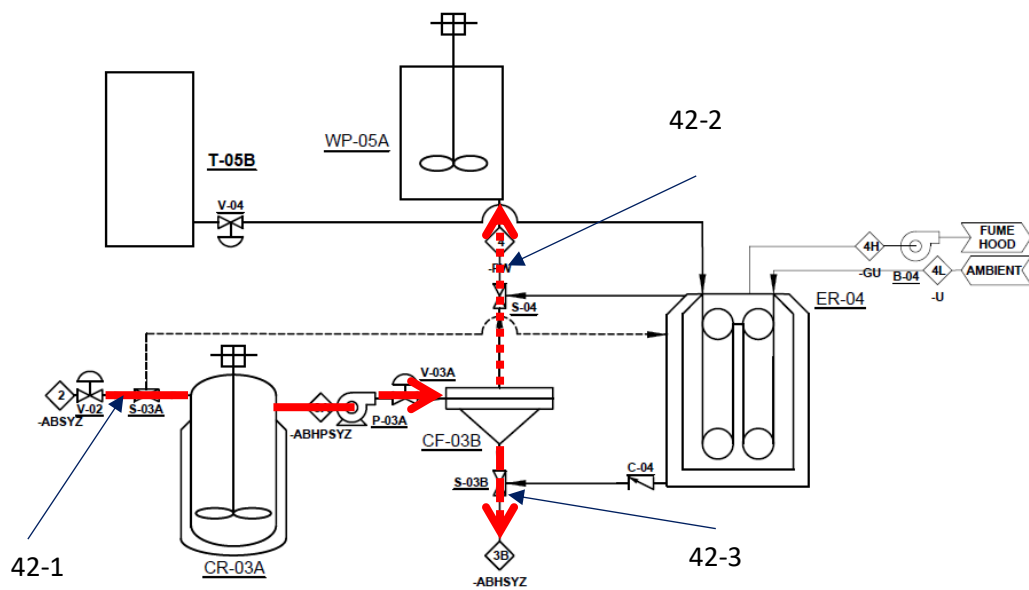 42-2
WP-05A
T-05B
V-04
4
-PW
S-04
4H
-GU
B-04
FUME
HOOD
4L
-U
AMBIENT
ER-04
2
-ABSYZ
V-02
S-03A
-ABHPSYZ
P-03A
V-03A
CF-03B
S-03B
C-04
42-1
CR-03A
3B
-ABHSYZ
42-3